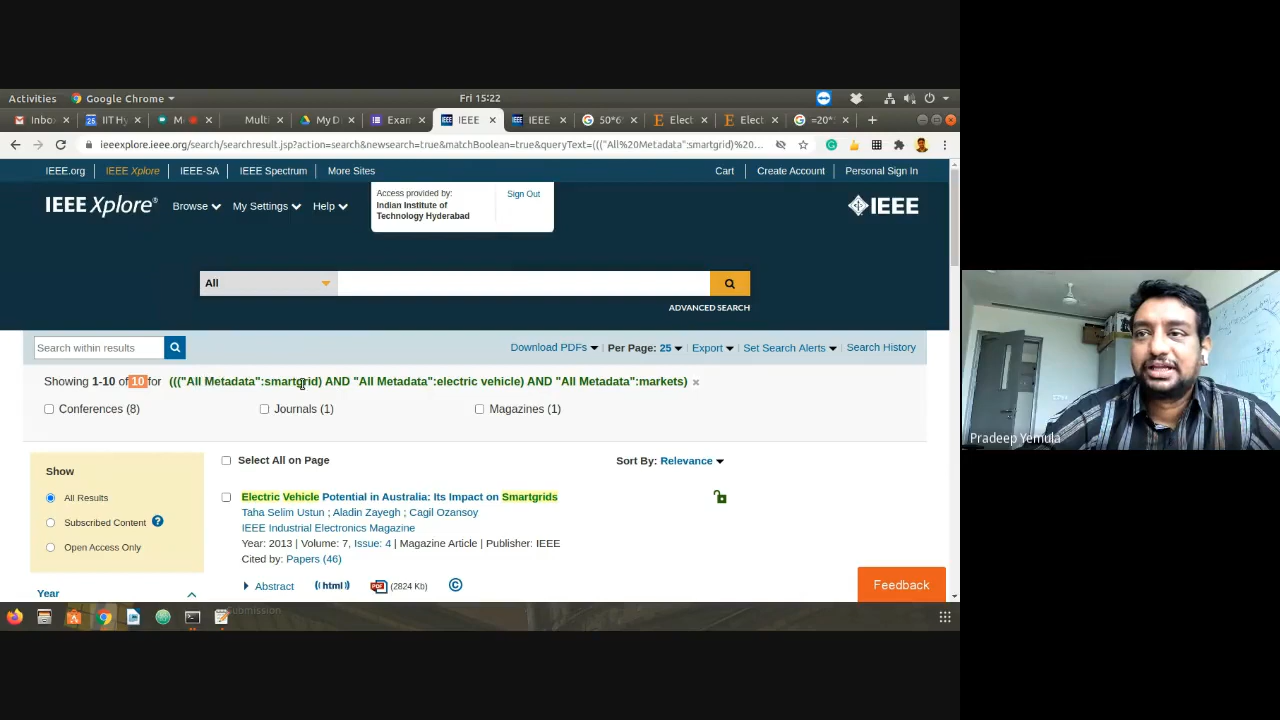 Activities Google Chrome Fri 15:22
Inbo IIT Hy M Multi My D Exam IEEE IEEE 50*6 Elect Elect =20*
ieeexplore.ieee.org/search/searchresult.jsp?action=search&newsearch=true&matchBoolean=true&queryText=((("All%20Metadata":smartgrid)%20...
IEEE.org IEEE Xplore IEEE-SA IEEE Spectrum More Sites Cart Create Account Personal Sign In
IEEE Xplore® Browse My Settings Help
Access provided by:
Indian Institute of
Technology Hyderabad
Sign Out
IEEE
All
ADVANCED SEARCH
Search within results Download PDFs Per Page: 25 Export Set Search Alerts Search History
Showing 1-10 of 10 for ((("All Metadata":smartgrid) AND "All Metadata":electric vehicle) AND "All Metadata":markets) ×
Conferences (8) Journals (1) Magazines (1)
Show
All Results
Subscribed Content ?
Open Access Only
Year
Select All on Page Sort By: Relevance
Electric Vehicle Potential in Australia: Its Impact on Smartgrids
Taha Selim Ustun ; Aladin Zayegh ; Cagil Ozansoy
IEEE Industrial Electronics Magazine
Year: 2013 | Volume: 7, Issue: 4 | Magazine Article | Publisher: IEEE
Cited by: Papers (46)
Abstract (html) PDF (2824 Kb) ©
Feedback
Submission
Pradeep Yemula